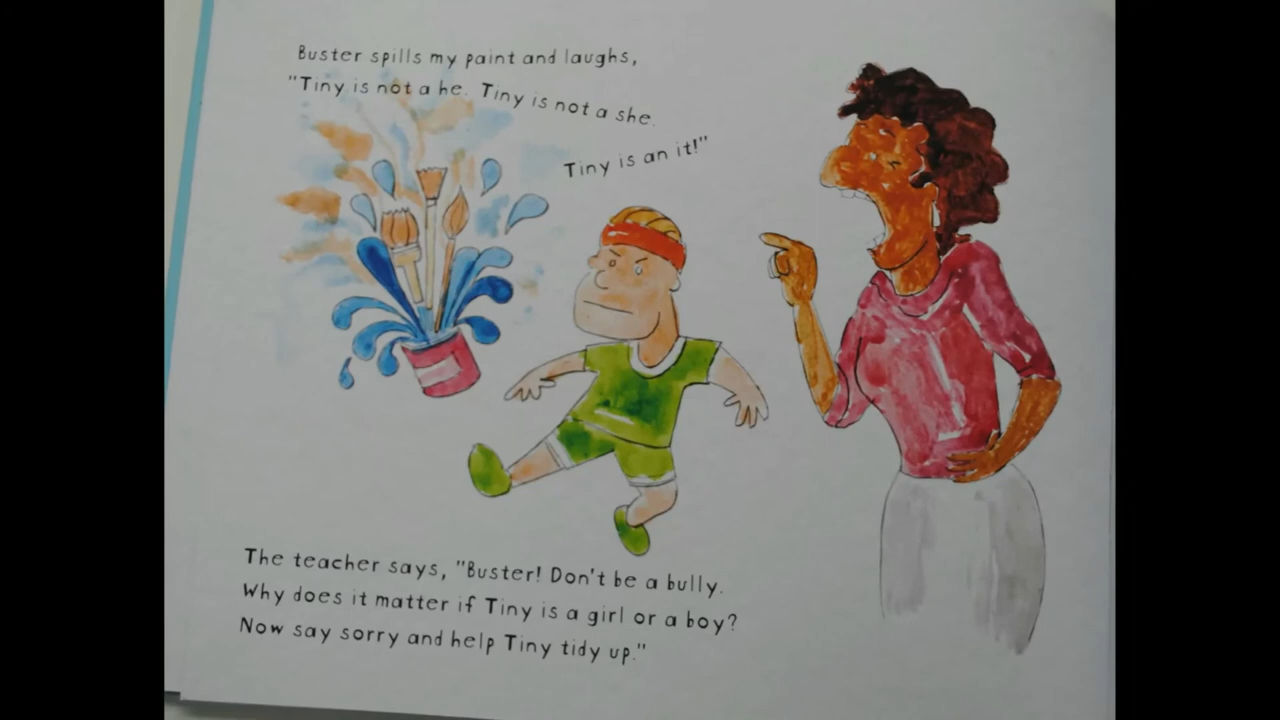 Buster spills my paint and laughs,
"Tiny is not a he. Tiny is not a she.
Tiny is an it!"
The teacher says, "Buster! Don't be a bully.
Why does it matter if Tiny is a girl or a boy?
Now say sorry and help Tiny tidy up."